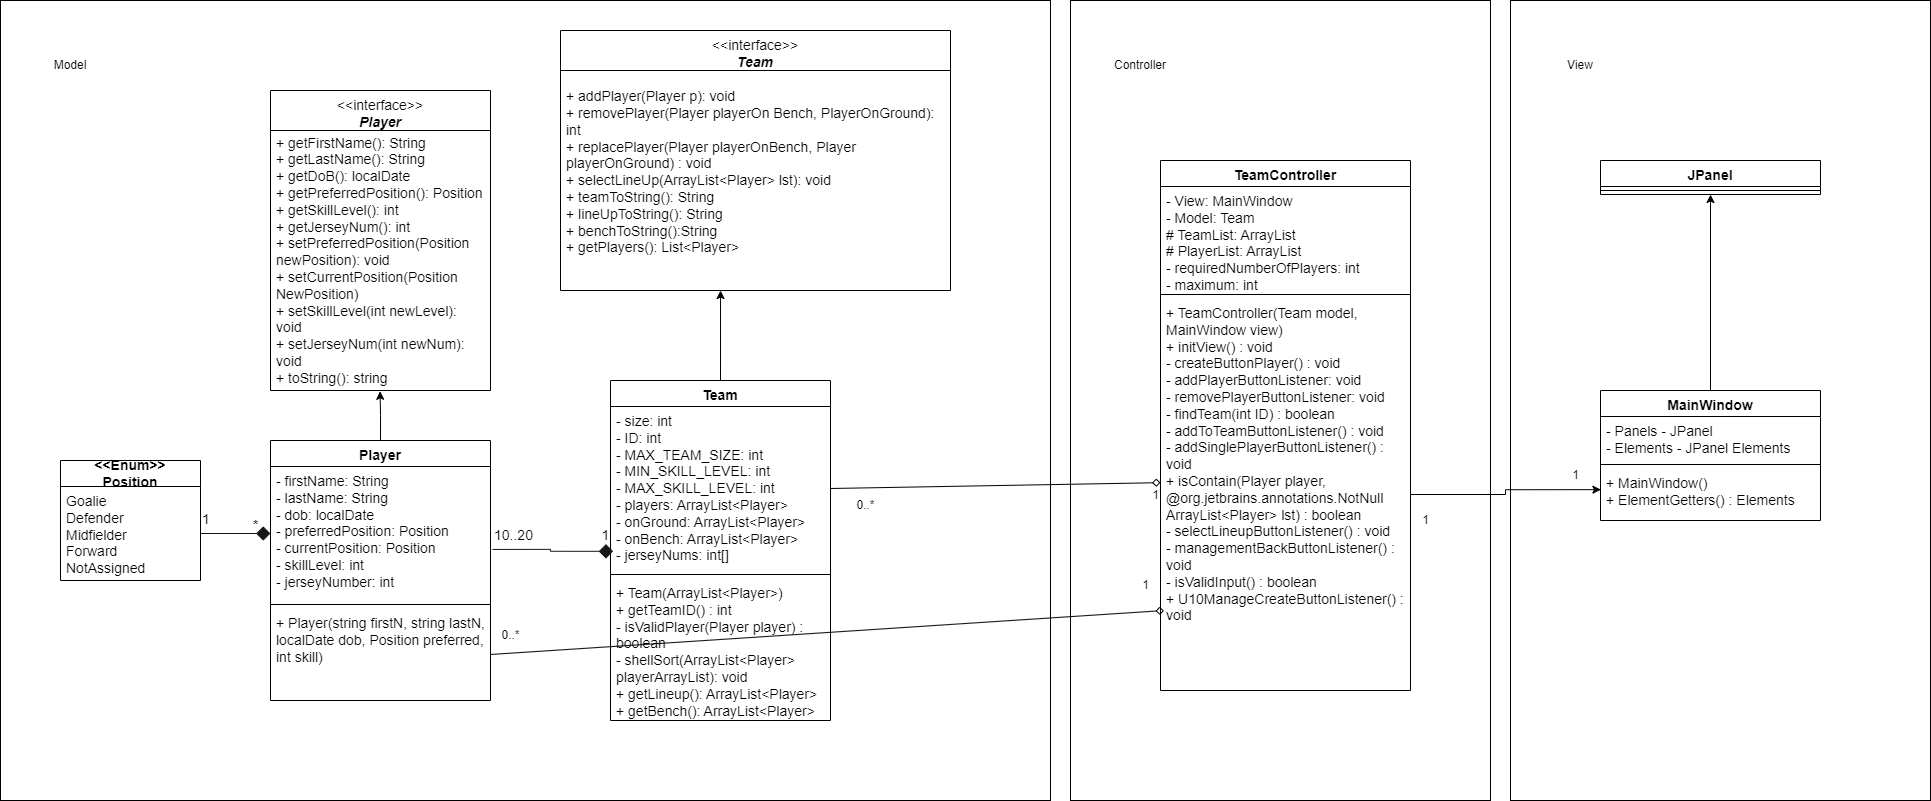 Model
<<interface>>
Player
+ getFirstName(): String
+ getLastName(): String
+ getDoB(): localDate
+ getPreferredPosition(): Position
+ getSkillLevel(): int
+ getJerseyNum(): int
+ setPreferredPosition(Position
newPosition): void
+ setCurrentPosition(Position
NewPosition)
+ setSkillLevel(int newLevel):
void
+ setJerseyNum(int newNum):
void
+ toString(): string
<<interface>>
Team
+ addPlayer(Player p): void
+ removePlayer(Player playerOn Bench, PlayerOnGround):
int
+ replacePlayer(Player playerOnBench, Player
playerOnGround) : void
+ selectLineUp(ArrayList<Player> lst): void
+ teamToString(): String
+ lineUpToString(): String
+ benchToString():String
+ getPlayers(): List<Player>
<<Enum>>
Position
Goalie
Defender
Midfielder
Forward
NotAssigned
1
*
Player
- firstName: String
- lastName: String
- dob: localDate
- preferredPosition: Position
- currentPosition: Position
- skillLevel: int
- jerseyNumber: int
+ Player(string firstN, string lastN,
localDate dob, Position preferred,
int skill)
10..20
1
0..*
Team
- size: int
- ID: int
- MAX_TEAM_SIZE: int
- MIN_SKILL_LEVEL: int
- MAX_SKILL_LEVEL: int
- players: ArrayList<Player>
- onGround: ArrayList<Player>
- onBench: ArrayList<Player>
- jerseyNums: int[]
+ Team(ArrayList<Player>)
+ getTeamID() : int
- isValidPlayer(Player player) :
boolean
- shellSort(ArrayList<Player>
playerArrayList): void
+ getLineup(): ArrayList<Player>
+ getBench(): ArrayList<Player>
0..*
Controller
TeamController
- View: MainWindow
- Model: Team
# TeamList: ArrayList
# PlayerList: ArrayList
- requiredNumberOfPlayers: int
- maximum: int
+ TeamController(Team model,
MainWindow view)
+ initView() : void
- createButtonPlayer() : void
- addPlayerButtonListener: void
- removePlayerButtonListener: void
- findTeam(int ID) : boolean
- addToTeamButtonListener() : void
- addSinglePlayerButtonListener() :
void
+ isContain(Player player,
@org.jetbrains.annotations.NotNull
ArrayList<Player> lst) : boolean
- selectLineupButtonListener() : void
- managementBackButtonListener() :
void
- isValidInput() : boolean
+ U10ManageCreateButtonListener() :
void
1
1
1
1
View
JPanel
MainWindow
- Panels - JPanel
- Elements - JPanel Elements
+ MainWindow()
+ ElementGetters() : Elements